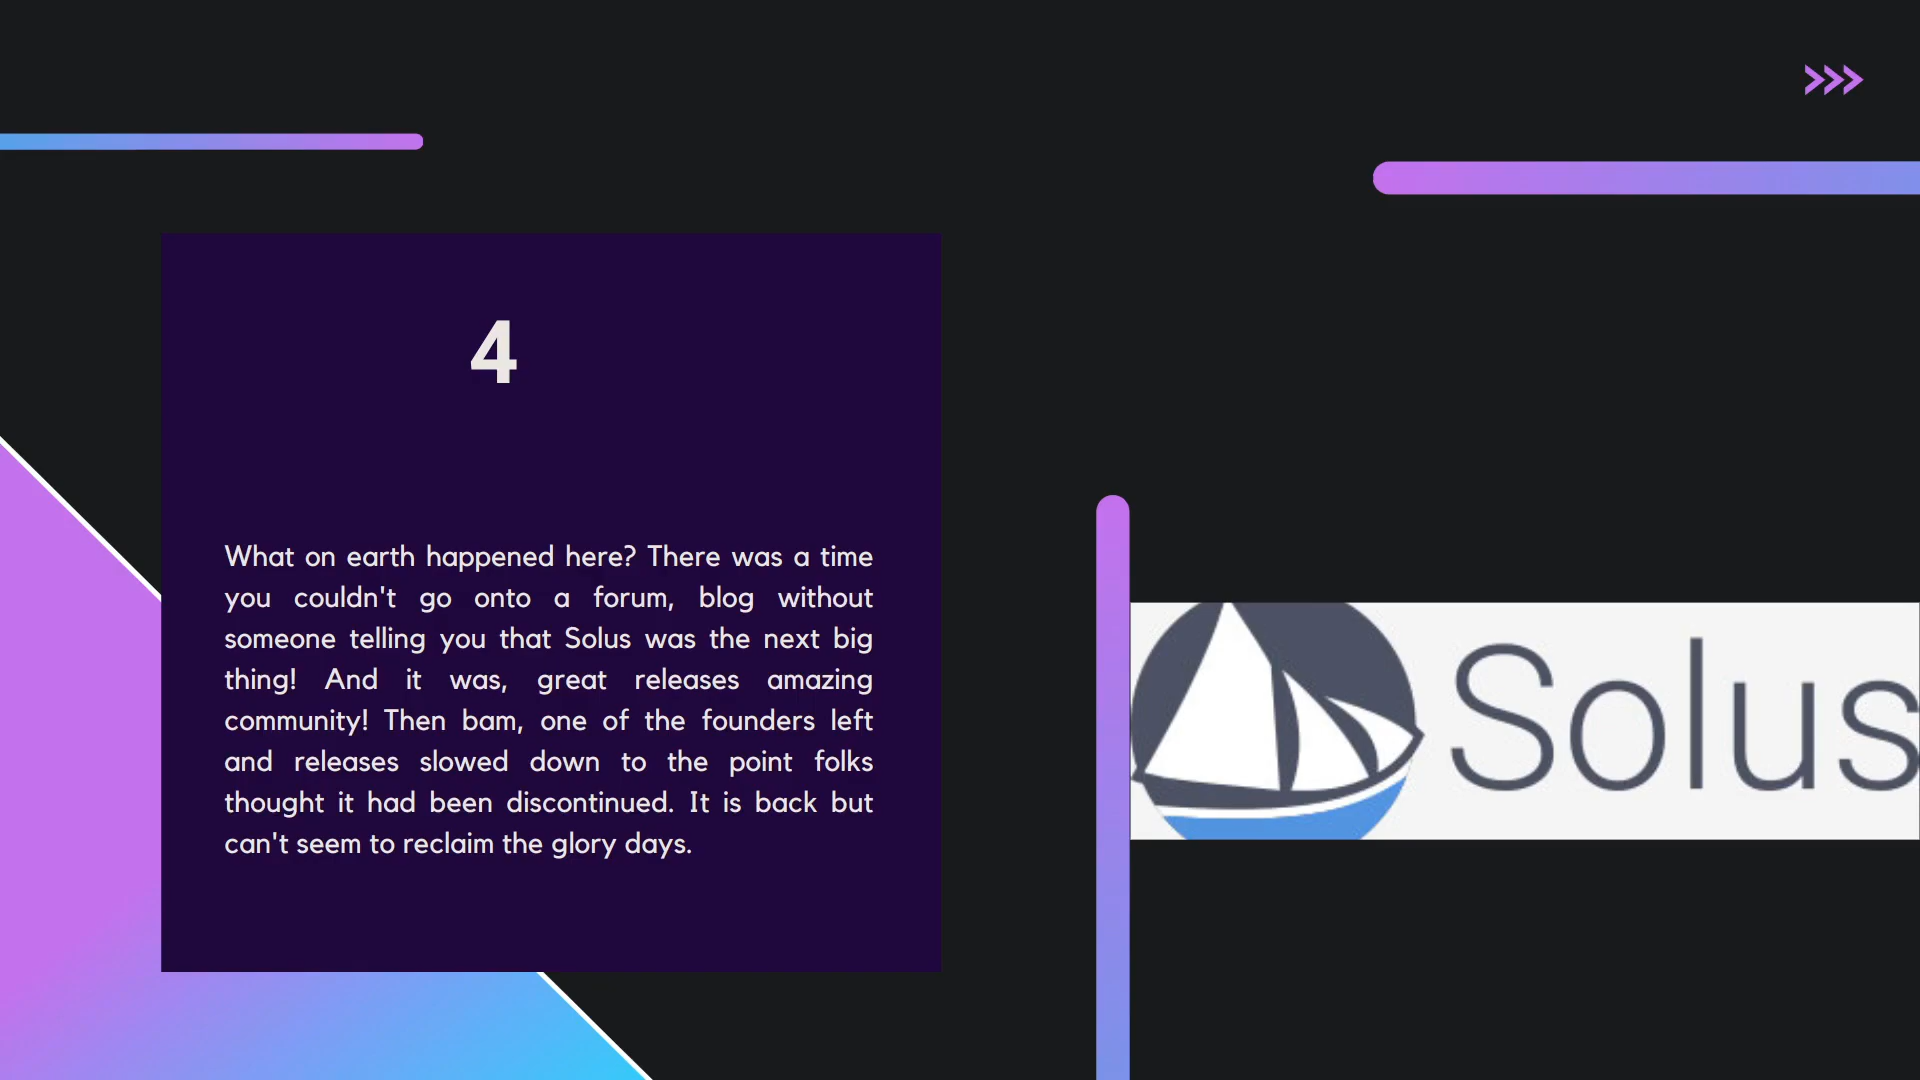 4
What on earth happened here? There was a time
you couldn't go onto a forum, blog without
someone telling you that Solus was the next big
thing! And it was, great releases amazing
community! Then bam, one of the founders left
and releases slowed down to the point folks
thought it had been discontinued. It is back but
can't seem to reclaim the glory days.
Solus